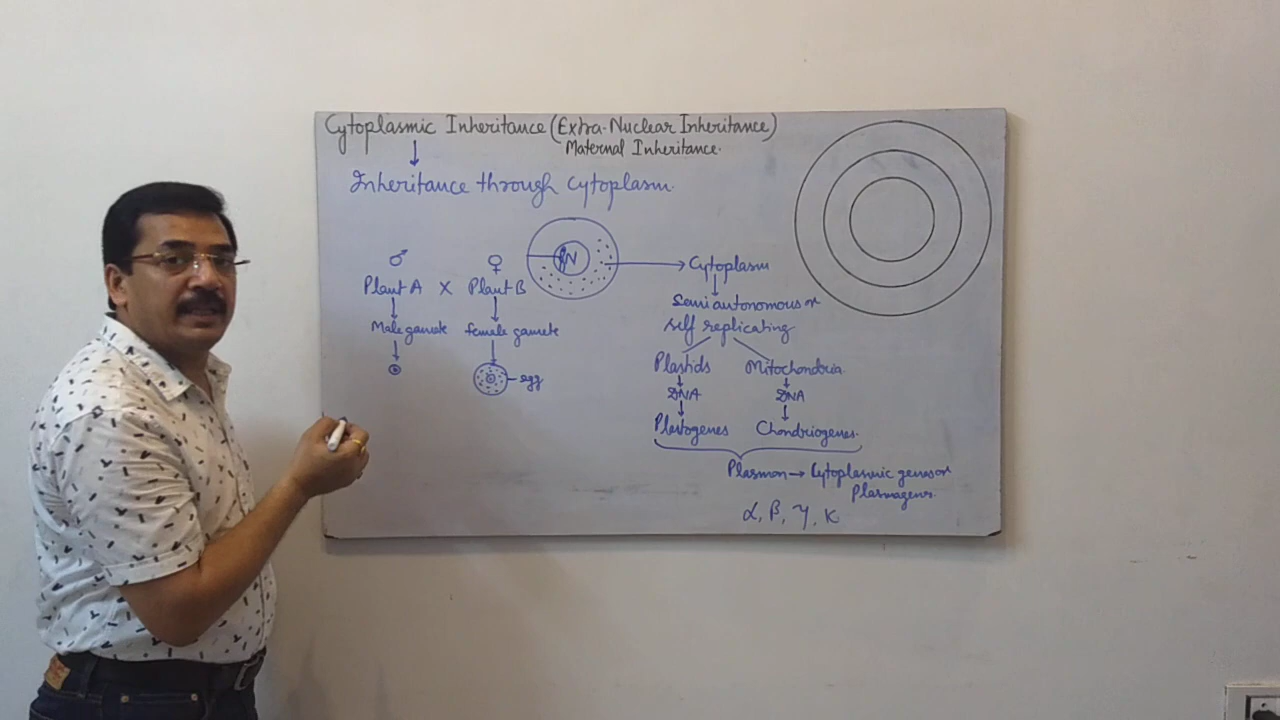 Cytoplasmic Inheritance (Extra-Nuclear Inheritance)
Maternal Inheritance.
Inheritance through Cytoplasm.
♂ ♀
Plant A X Plant B
Male gamete female gamete
egg
N
Cytoplasm
Semi autonomous or
self replicating
Plastids Mitochondria
DNA DNA
Plastogenes Chondriogenes.
Plasmon → Cytoplasmic genes or
Plasmagenes.
α, β, γ, K